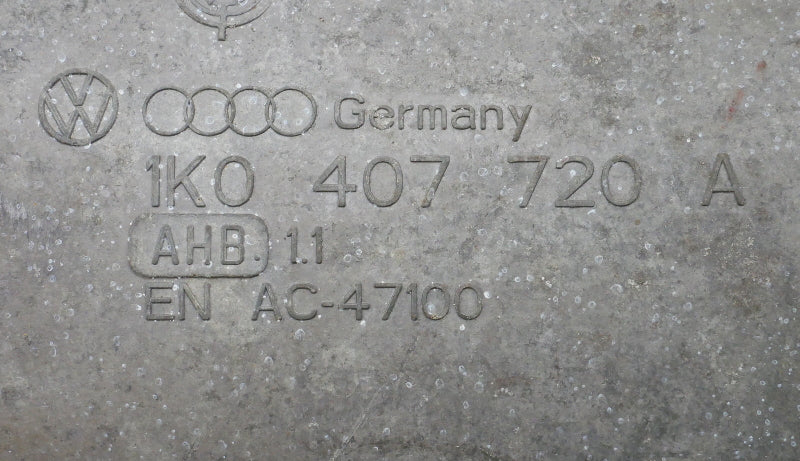 Germany
1K0 407 720 A
AHB. 1.1
EN AC-47100